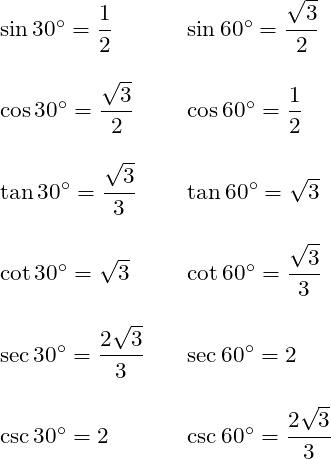 sin 30° = 1/2    sin 60° = √3/2
cos 30° = √3/2    cos 60° = 1/2
tan 30° = √3/3    tan 60° = √3
cot 30° = √3    cot 60° = √3/3
sec 30° = 2√3/3    sec 60° = 2
csc 30° = 2    csc 60° = 2√3/3